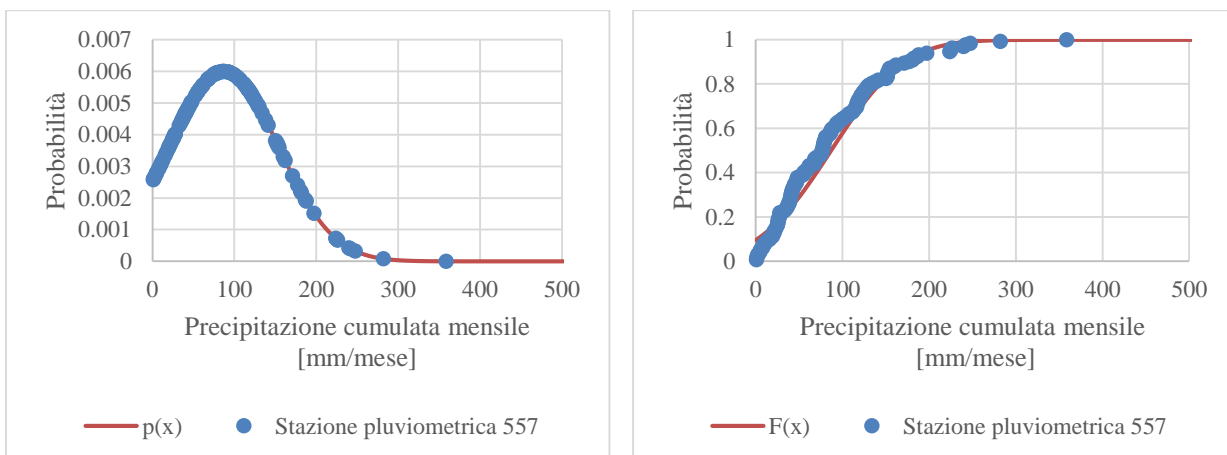 0.007
0.006
0.005
0.004
0.003
0.002
0.001
0
Probabilità
0 100 200 300 400 500
Precipitazione cumulata mensile
[mm/mese]
p(x) Stazione pluviometrica 557
1
0.8
0.6
0.4
0.2
0
Probabilità
0 100 200 300 400 500
Precipitazione cumulata mensile
[mm/mese]
F(x) Stazione pluviometrica 557